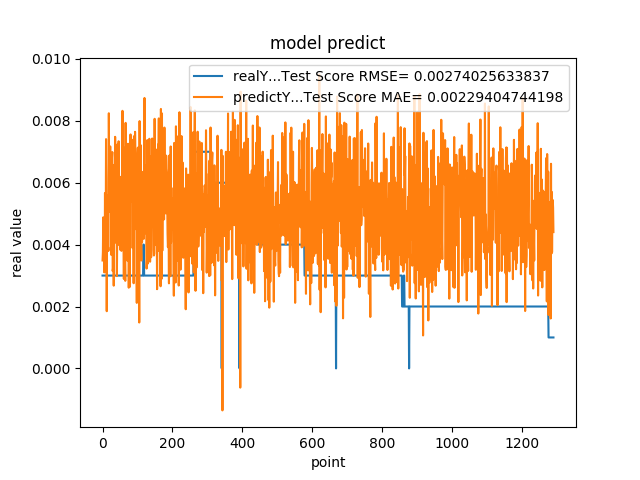 model predict
realY...Test Score RMSE= 0.00274025633837
predictY...Test Score MAE= 0.00229404744198
0.010
0.008
0.006
0.004
0.002
0.000
real value
0 200 400 600 800 1000 1200
point